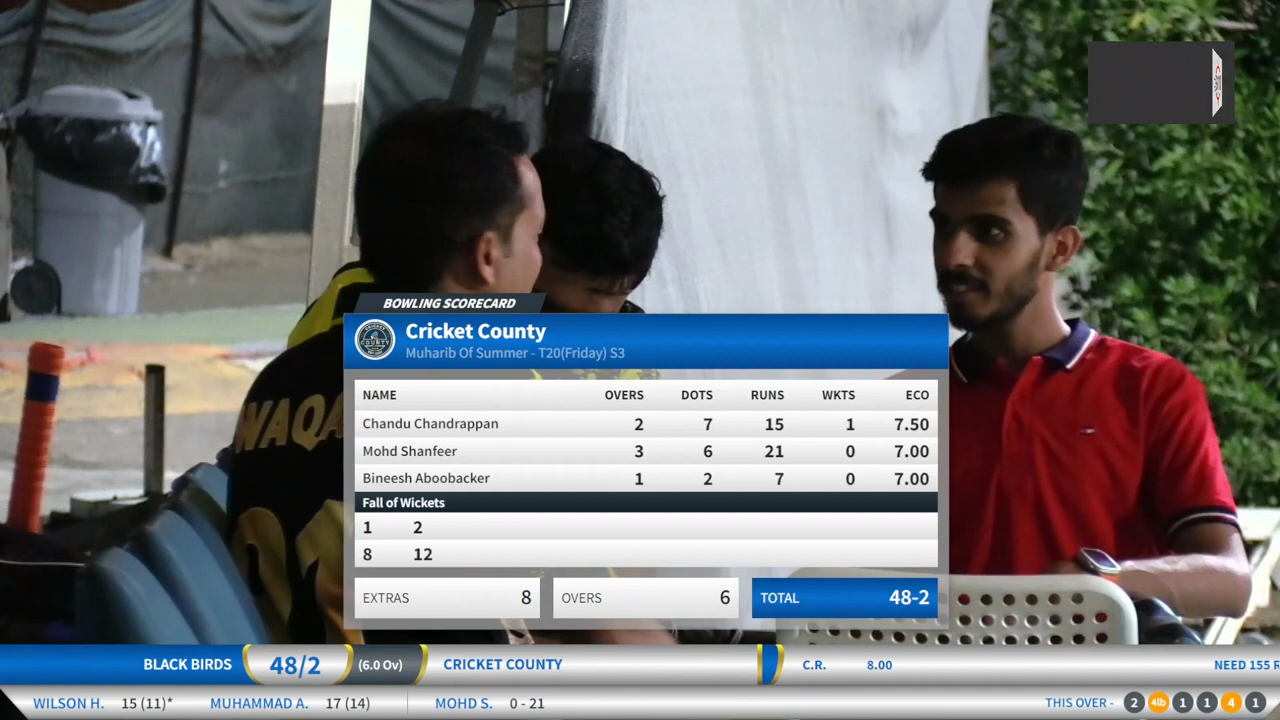 WAQA
BOWLING SCORECARD
Cricket County
Muharib Of Summer - T20(Friday) S3
NAME OVERS DOTS RUNS WKTS ECO
Chandu Chandrappan 2 7 15 1 7.50
Mohd Shanfeer 3 6 21 0 7.00
Bineesh Aboobacker 1 2 7 0 7.00
Fall of Wickets
1 2
8 12
EXTRAS 8 OVERS 6 TOTAL 48-2
BLACK BIRDS 48/2 (6.0 Ov) CRICKET COUNTY C.R. 8.00 NEED 155 R
WILSON H. 15 (11)* MUHAMMAD A. 17 (14) MOHD S. 0 - 21 THIS OVER - 2 4lb 1 1 4 1